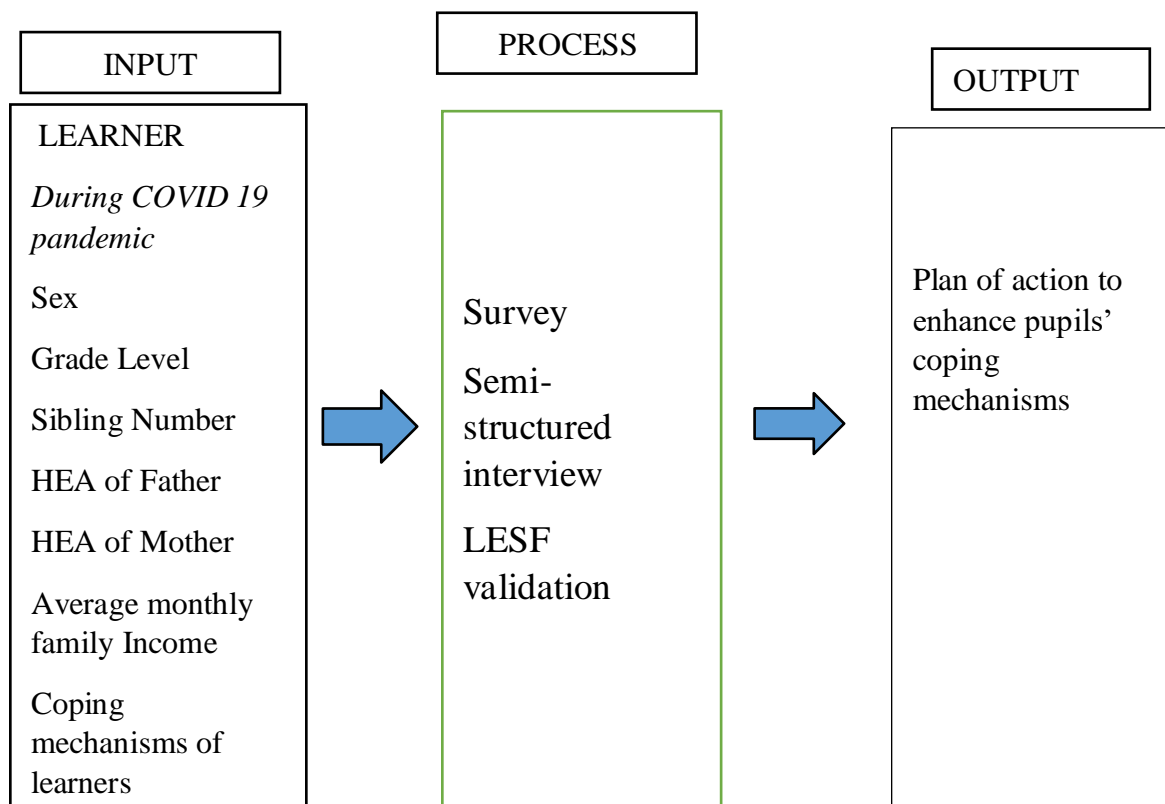 INPUT
LEARNER
During COVID 19
pandemic
Sex
Grade Level
Sibling Number
HEA of Father
HEA of Mother
Average monthly
family Income
Coping
mechanisms of
learners
PROCESS
Survey
Semi-
structured
interview
LESF
validation
OUTPUT
Plan of action to
enhance pupils’
coping
mechanisms